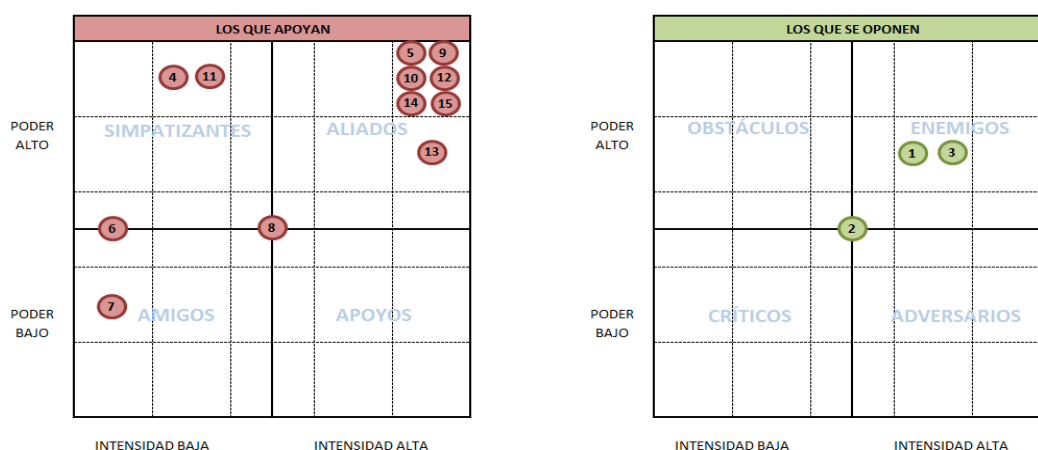 LOS QUE APOYAN
5 9
4 11 10 12
14 15
PODER
ALTO
SIMPATIZANTES ALIADOS
13
6 8
7
PODER
BAJO
AMIGOS APOYOS
INTENSIDAD BAJA INTENSIDAD ALTA
LOS QUE SE OPONEN
PODER
ALTO
OBSTÁCULOS ENEMIGOS
1 3
2
PODER
BAJO
CRÍTICOS ADVERSARIOS
INTENSIDAD BAJA INTENSIDAD ALTA